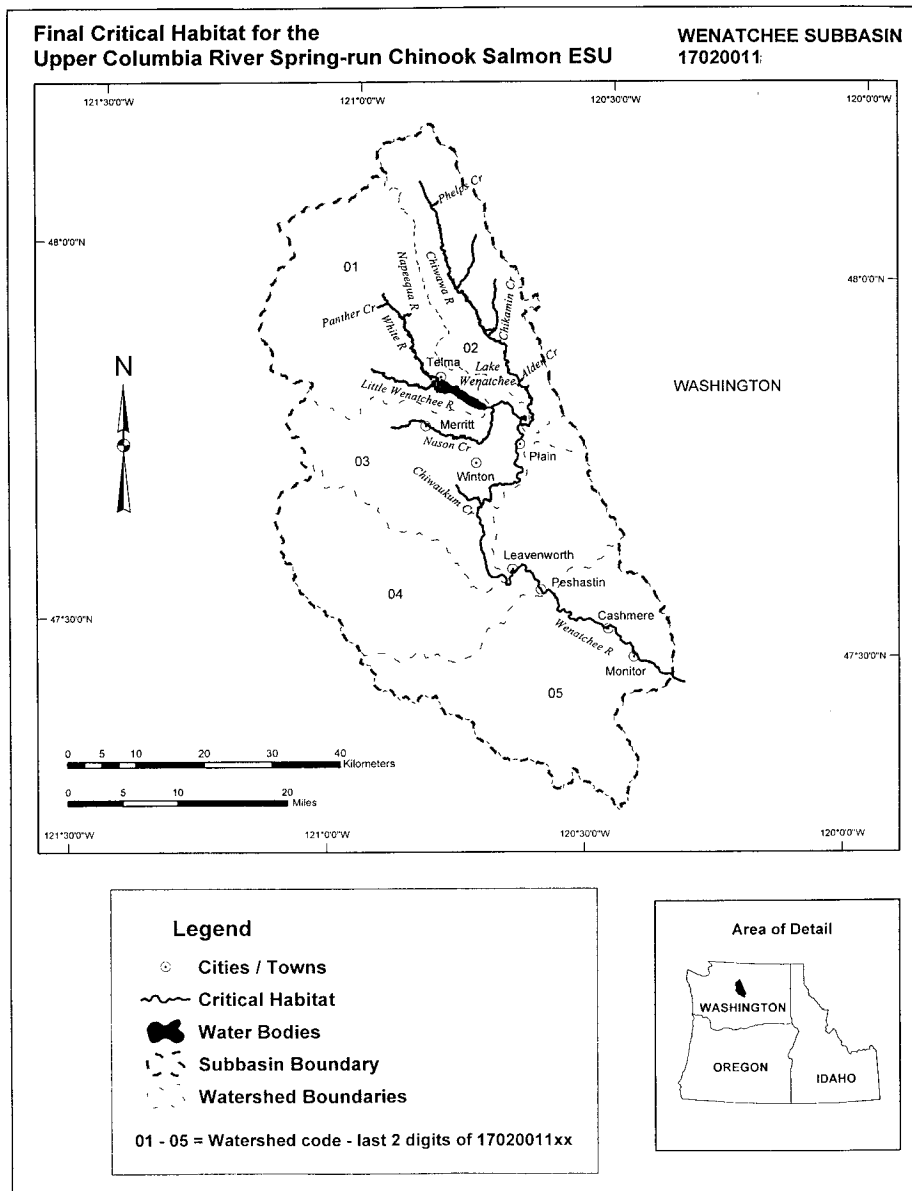 Final Critical Habitat for the
Upper Columbia River Spring-run Chinook Salmon ESU
WENATCHEE SUBBASIN
17020011
121°30'0"W
121°0'0"W
120°30'0"W
120°0'0"W
48°0'0"N
48°0'0"N
01
Phelps Cr
Napeequa R
Chiwawa R
Panther Cr
White R
Chikamin Cr
02
Telma
Lake
Wenatchee
Alder Cr
N
WASHINGTON
Little Wenatchee R
Merritt
Nason Cr
Plain
03
Winton
Chiwaukum Cr
Leavenworth
Peshastin
04
Cashmere
Wenatchee R
Monitor
47°30'0"N
47°30'0"N
05
0 5 10 20 30 40
Kilometers
0 5 10 20
Miles
121°30'0"W
121°0'0"W
120°30'0"W
120°0'0"W
Legend
Cities / Towns
Critical Habitat
Water Bodies
Subbasin Boundary
Watershed Boundaries
01 - 05 = Watershed code - last 2 digits of 17020011xx
Area of Detail
WASHINGTON
OREGON
IDAHO